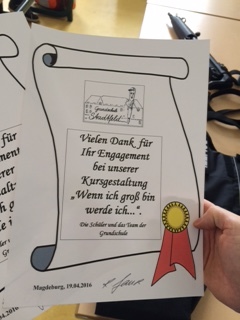 Grundschule
Stadtfeld
Vielen Dank für
Ihr Engagement
bei unserer
Kursgestaltung
„Wenn ich groß bin
werde ich...“.
Die Schüler und das Team der
Grundschule
Magdeburg, 19.04.2016